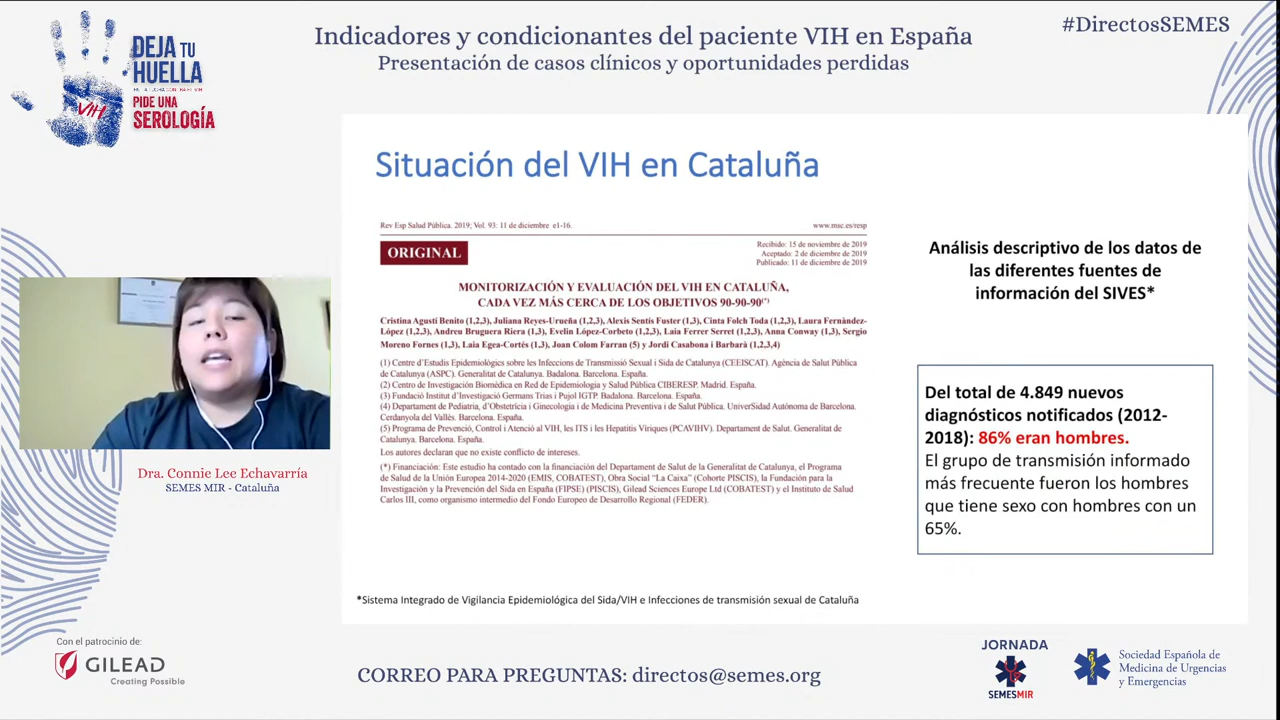 Indicadores y condicionantes del paciente VIH en España
Presentación de casos clínicos y oportunidades perdidas
#DirectosSEMES
DEJA TU
HUELLA
PIDE UNA
SEROLOGÍA
VIH
Situación del VIH en Cataluña
Rev Esp Salud Pública. 2019; Vol. 93: 11 de diciembre e1-16.
www.msc.es/resp
ORIGINAL
Recibido: 15 de noviembre de 2019
Aceptado: 2 de diciembre de 2019
Publicado: 11 de diciembre de 2019
MONITORIZACIÓN Y EVALUACIÓN DEL VIH EN CATALUÑA,
CADA VEZ MÁS CERCA DE LOS OBJETIVOS 90-90-90(*)
Cristina Agustí Benito (1,2,3), Juliana Reyes-Urueña (1,2,3), Alexis Sentís Fuster (1,3), Cinta Folch Toda (1,2,3), Laura Fernàndez-
López (1,2,3), Andreu Bruguera Riera (1,3), Evelin López-Corbeto (1,2,3), Laia Ferrer Serret (1,2,3), Anna Conway (1,3), Sergio
Moreno Fornes (1,3), Laia Egea-Cortés (1,3), Joan Colom Farran (5) y Jordi Casabona i Barbarà (1,2,3,4)
(1) Centre d'Estudis Epidemiològics sobre les Infeccions de Transmissió Sexual i Sida de Catalunya (CEEISCAT). Agència de Salut Pública
de Catalunya (ASPC). Generalitat de Catalunya. Badalona. Barcelona. España.
(2) Centro de Investigación Biomédica en Red de Epidemiologia y Salud Pública CIBERESP. Madrid. España.
(3) Fundació Institut d'Investigació Germans Trias i Pujol IGTP. Badalona. Barcelona. España.
(4) Departament de Pediatria, d'Obstetrícia i Ginecologia i de Medicina Preventiva i de Salut Pública. UniverSidad Autònoma de Barcelona.
Cerdanyola del Vallès. Barcelona. España.
(5) Programa de Prevenció, Control i Atenció al VIH, les ITS i les Hepatitis Víriques (PCAVIHV). Departament de Salut. Generalitat de
Catalunya. Barcelona. España.
Los autores declaran que no existe conflicto de intereses.
(*) Financiación: Este estudio ha contado con la financiación del Departament de Salut de la Generalitat de Catalunya, el Programa
de Salud de la Unión Europea 2014-2020 (EMIS, COBATEST), Obra Social “La Caixa” (Cohorte PISCIS), la Fundación para la
Investigación y la Prevención del Sida en España (FIPSE) (PISCIS), Gilead Sciences Europe Ltd (COBATEST) y el Instituto de Salud
Carlos III, como organismo intermedio del Fondo Europeo de Desarrollo Regional (FEDER).
Análisis descriptivo de los datos de
las diferentes fuentes de
información del SIVES*
Del total de 4.849 nuevos
diagnósticos notificados (2012-
2018): 86% eran hombres.
El grupo de transmisión informado
más frecuente fueron los hombres
que tiene sexo con hombres con un
65%.
*Sistema Integrado de Vigilancia Epidemiológica del Sida/VIH e Infecciones de transmisión sexual de Cataluña
Dra. Connie Lee Echavarría
SEMES MIR - Cataluña
Con el patrocinio de:
GILEAD
Creating Possible
CORREO PARA PREGUNTAS: directos@semes.org
JORNADA
SEMESMIR
Sociedad Española de
Medicina de Urgencias
y Emergencias